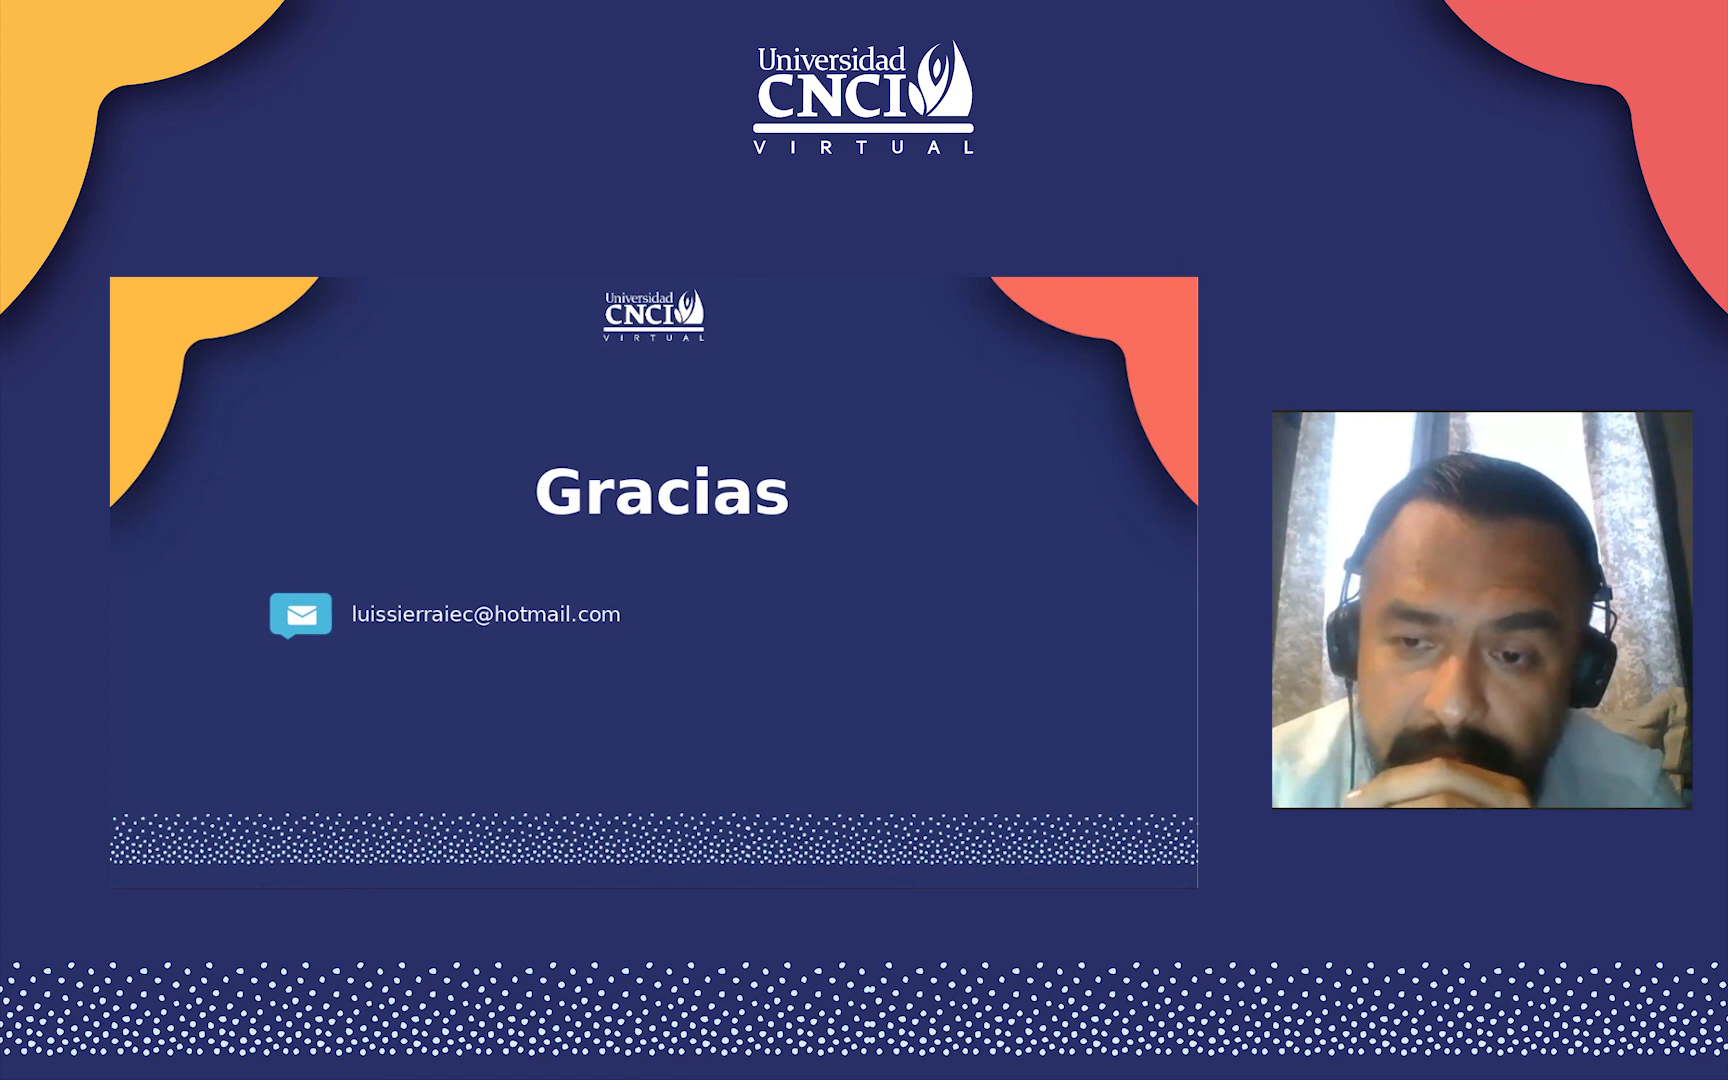 Universidad
CNCI
VIRTUAL
Universidad
CNCI
VIRTUAL
Gracias
luissierraiec@hotmail.com